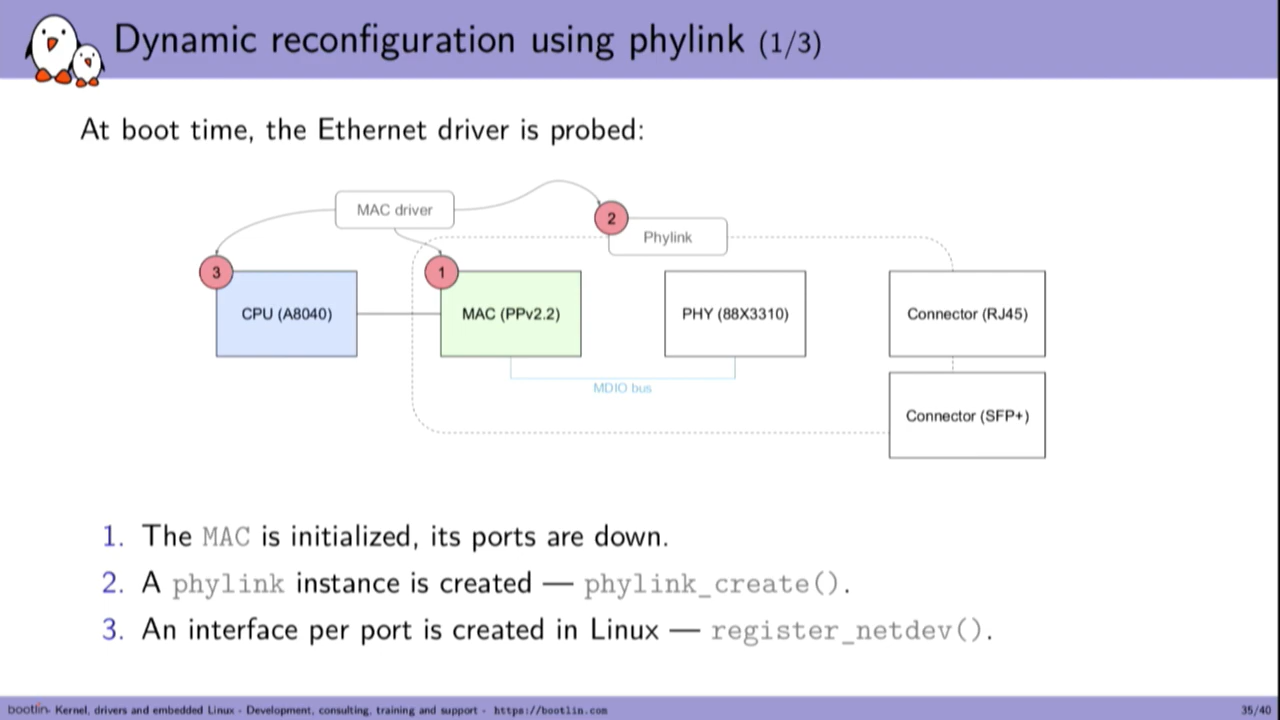 Dynamic reconfiguration using phylink (1/3)
At boot time, the Ethernet driver is probed:
MAC driver
2
Phylink
3
1
CPU (A8040)
MAC (PPv2.2)
PHY (88X3310)
Connector (RJ45)
MDIO bus
Connector (SFP+)
1. The MAC is initialized, its ports are down.
2. A phylink instance is created — phylink_create().
3. An interface per port is created in Linux — register_netdev().
bootlin - Kernel, drivers and embedded Linux - Development, consulting, training and support - https://bootlin.com
35/40